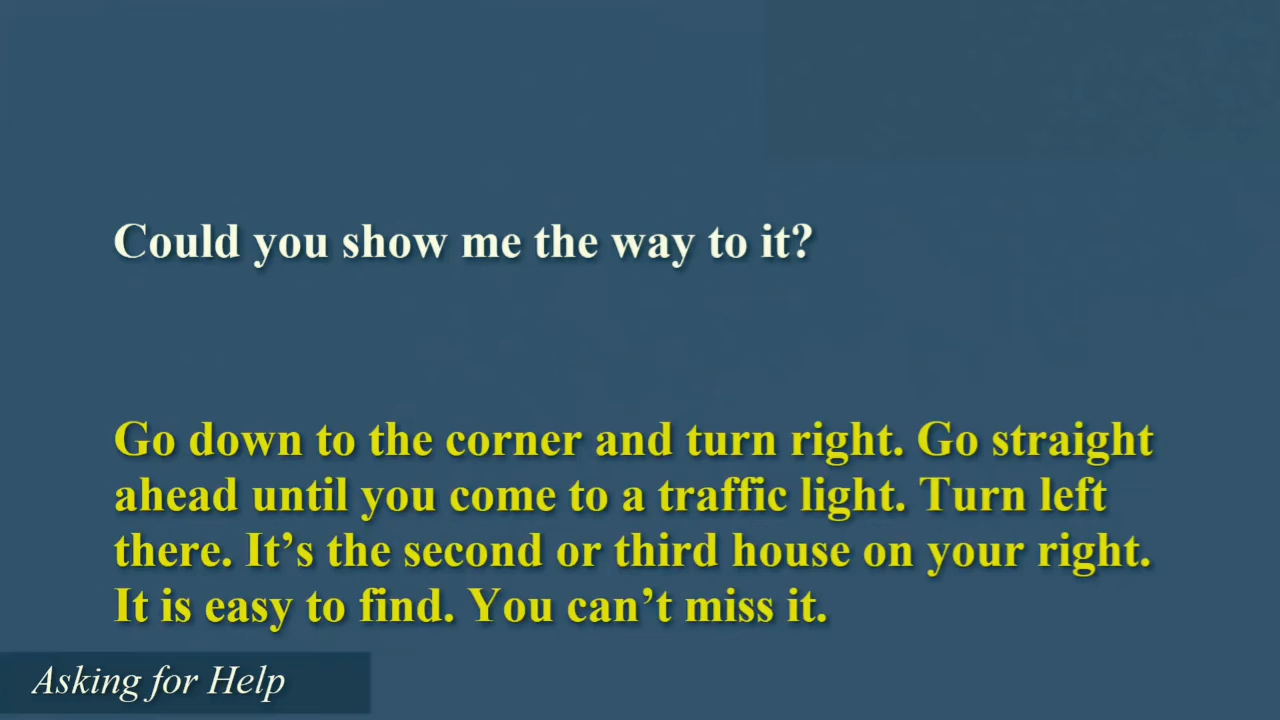 Could you show me the way to it?
Go down to the corner and turn right. Go straight
ahead until you come to a traffic light. Turn left
there. It’s the second or third house on your right.
It is easy to find. You can’t miss it.
Asking for Help